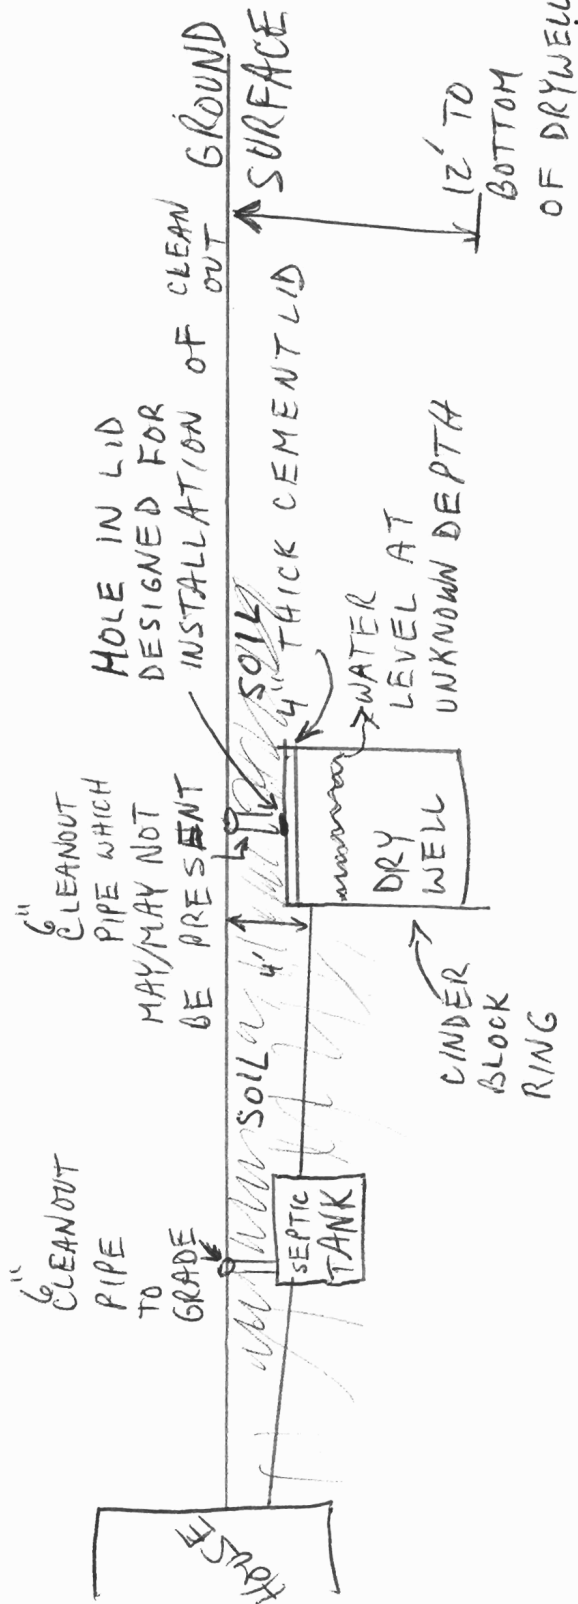 HOUSE
6"
CLEANOUT
PIPE
TO
GRADE
SEPTIC
TANK
SOIL
4'
6"
CLEANOUT
PIPE WHICH
MAY/MAY NOT
BE PRESENT
HOLE IN LID
DESIGNED FOR
INSTALLATION OF CLEAN
OUT
SOIL
4" THICK CEMENT LID
WATER
LEVEL AT
UNKNOWN DEPTH
DRY
WELL
CINDER
BLOCK
RING
GROUND
SURFACE
12' TO
BOTTOM
OF DRYWELL